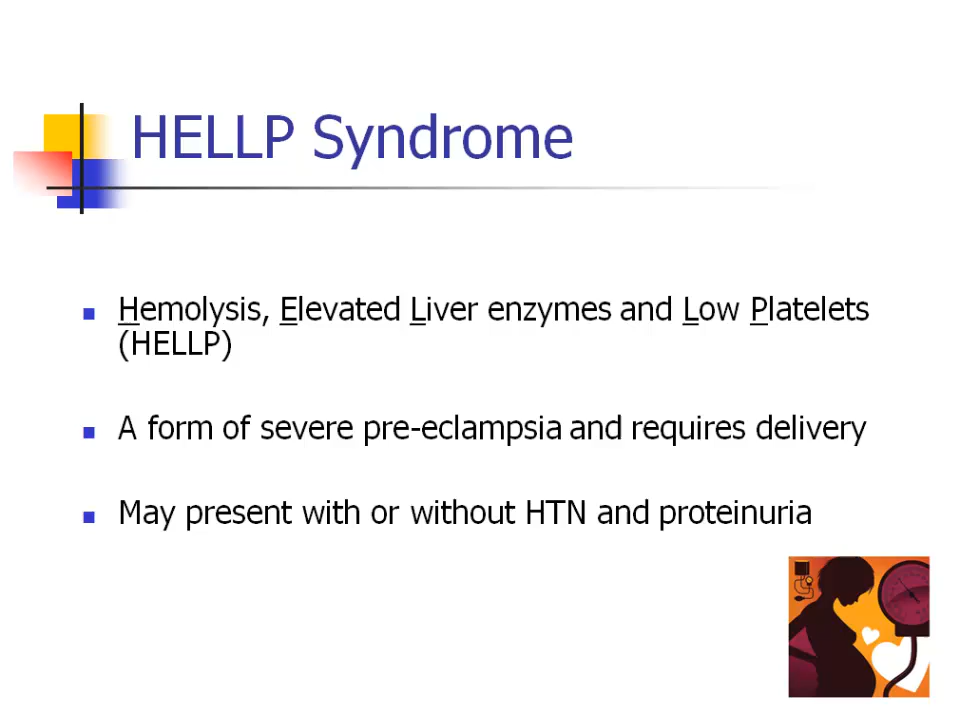 HELLP Syndrome
Hemolysis, Elevated Liver enzymes and Low Platelets
(HELLP)
A form of severe pre-eclampsia and requires delivery
May present with or without HTN and proteinuria